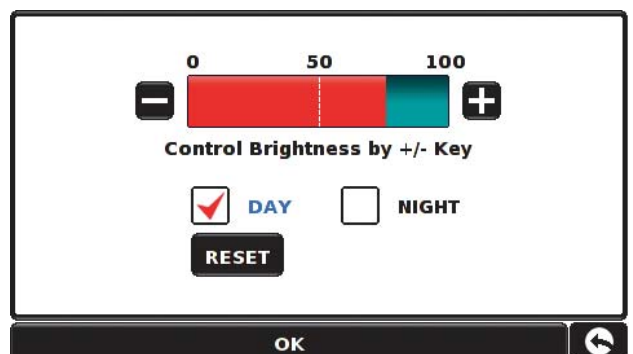 0 50 100
Control Brightness by +/- Key
DAY NIGHT
RESET
OK